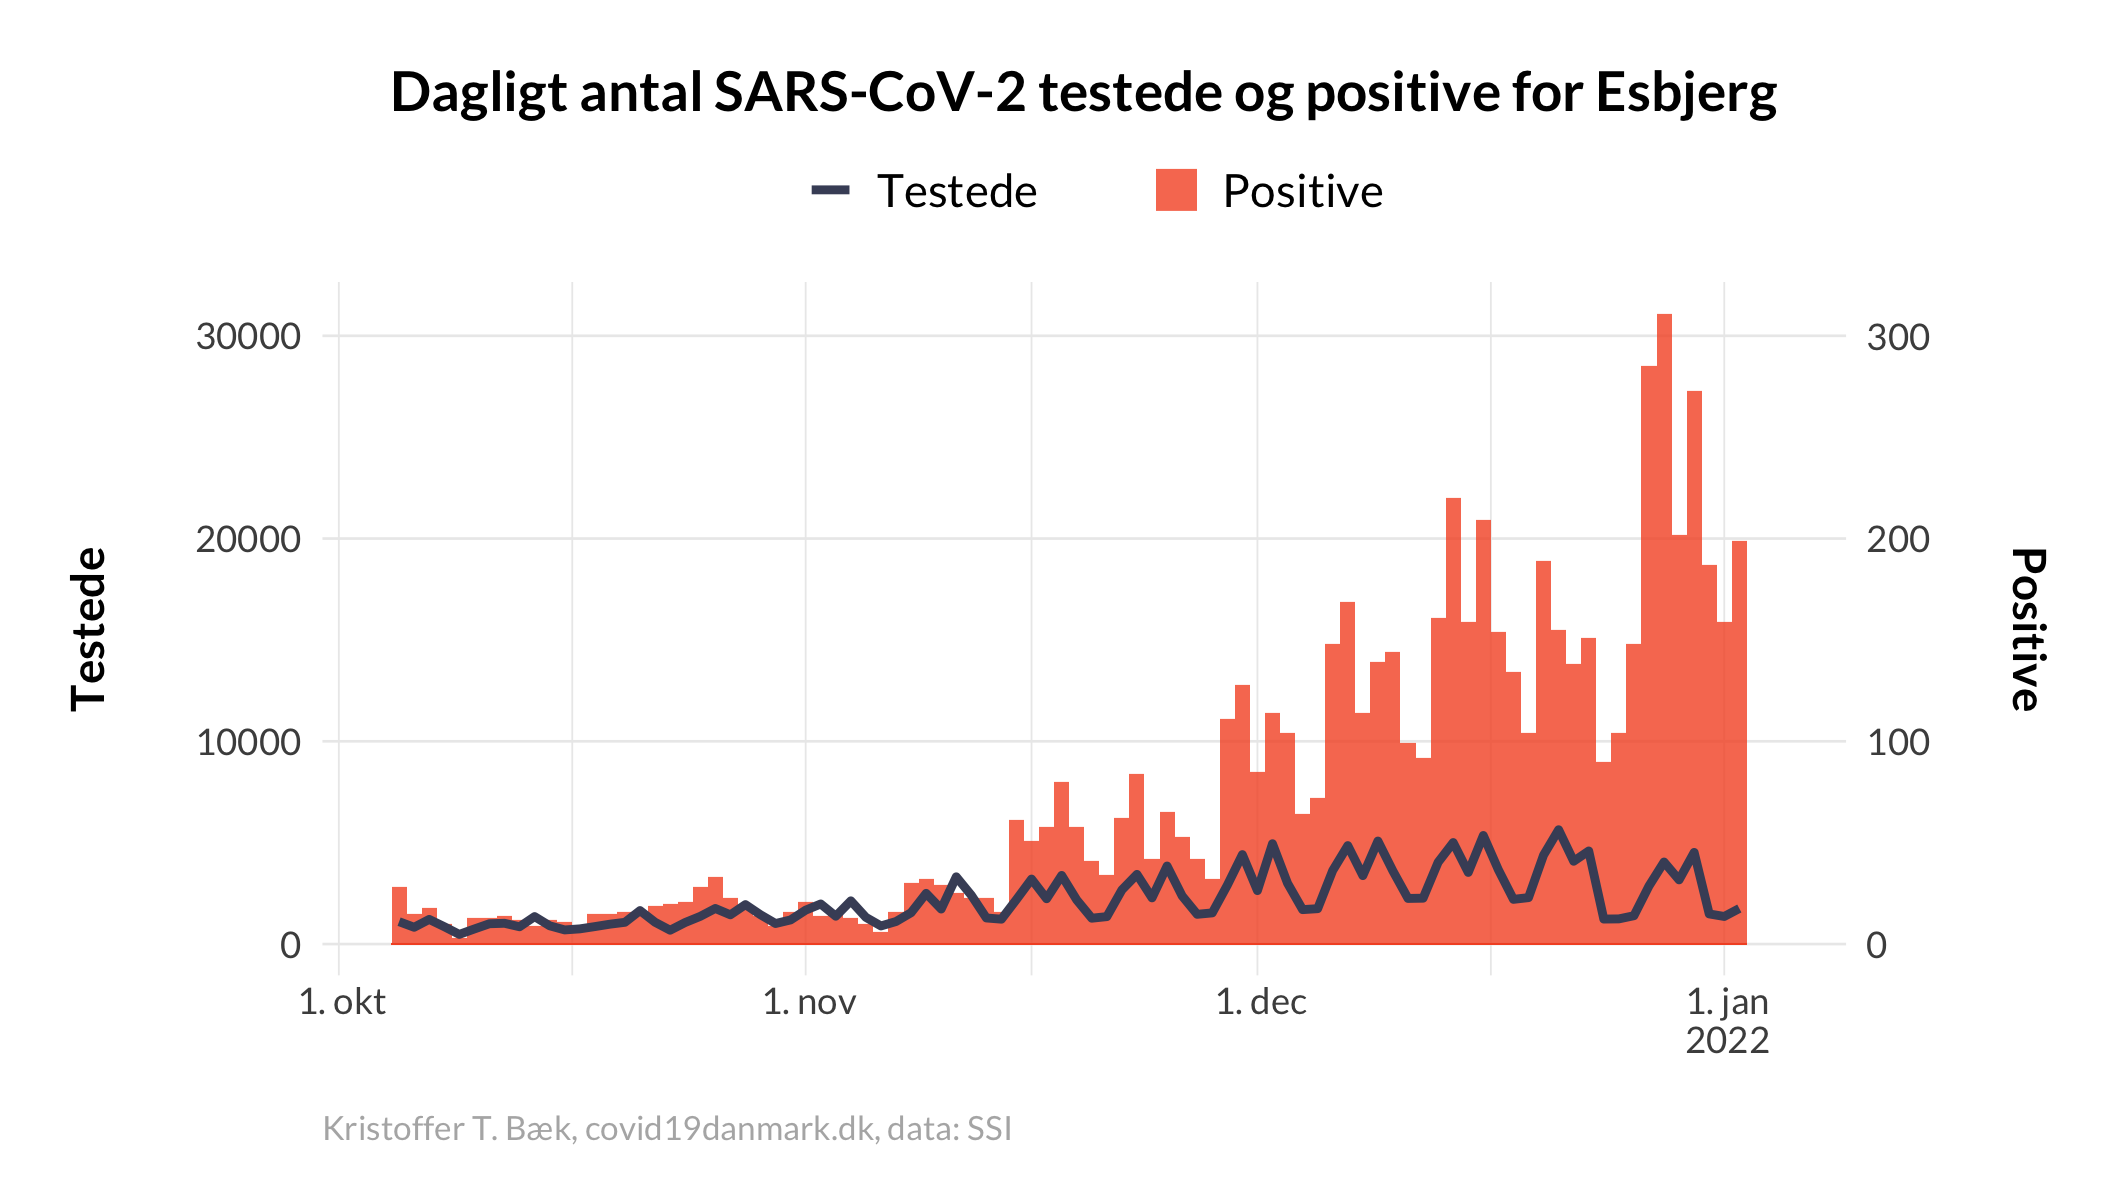 Dagligt antal SARS-CoV-2 testede og positive for Esbjerg
Testede
Positive
30000
20000
10000
0
300
200
100
0
Testede
Positive
1. okt
1. nov
1. dec
1. jan
2022
Kristoffer T. Bæk, covid19danmark.dk, data: SSI